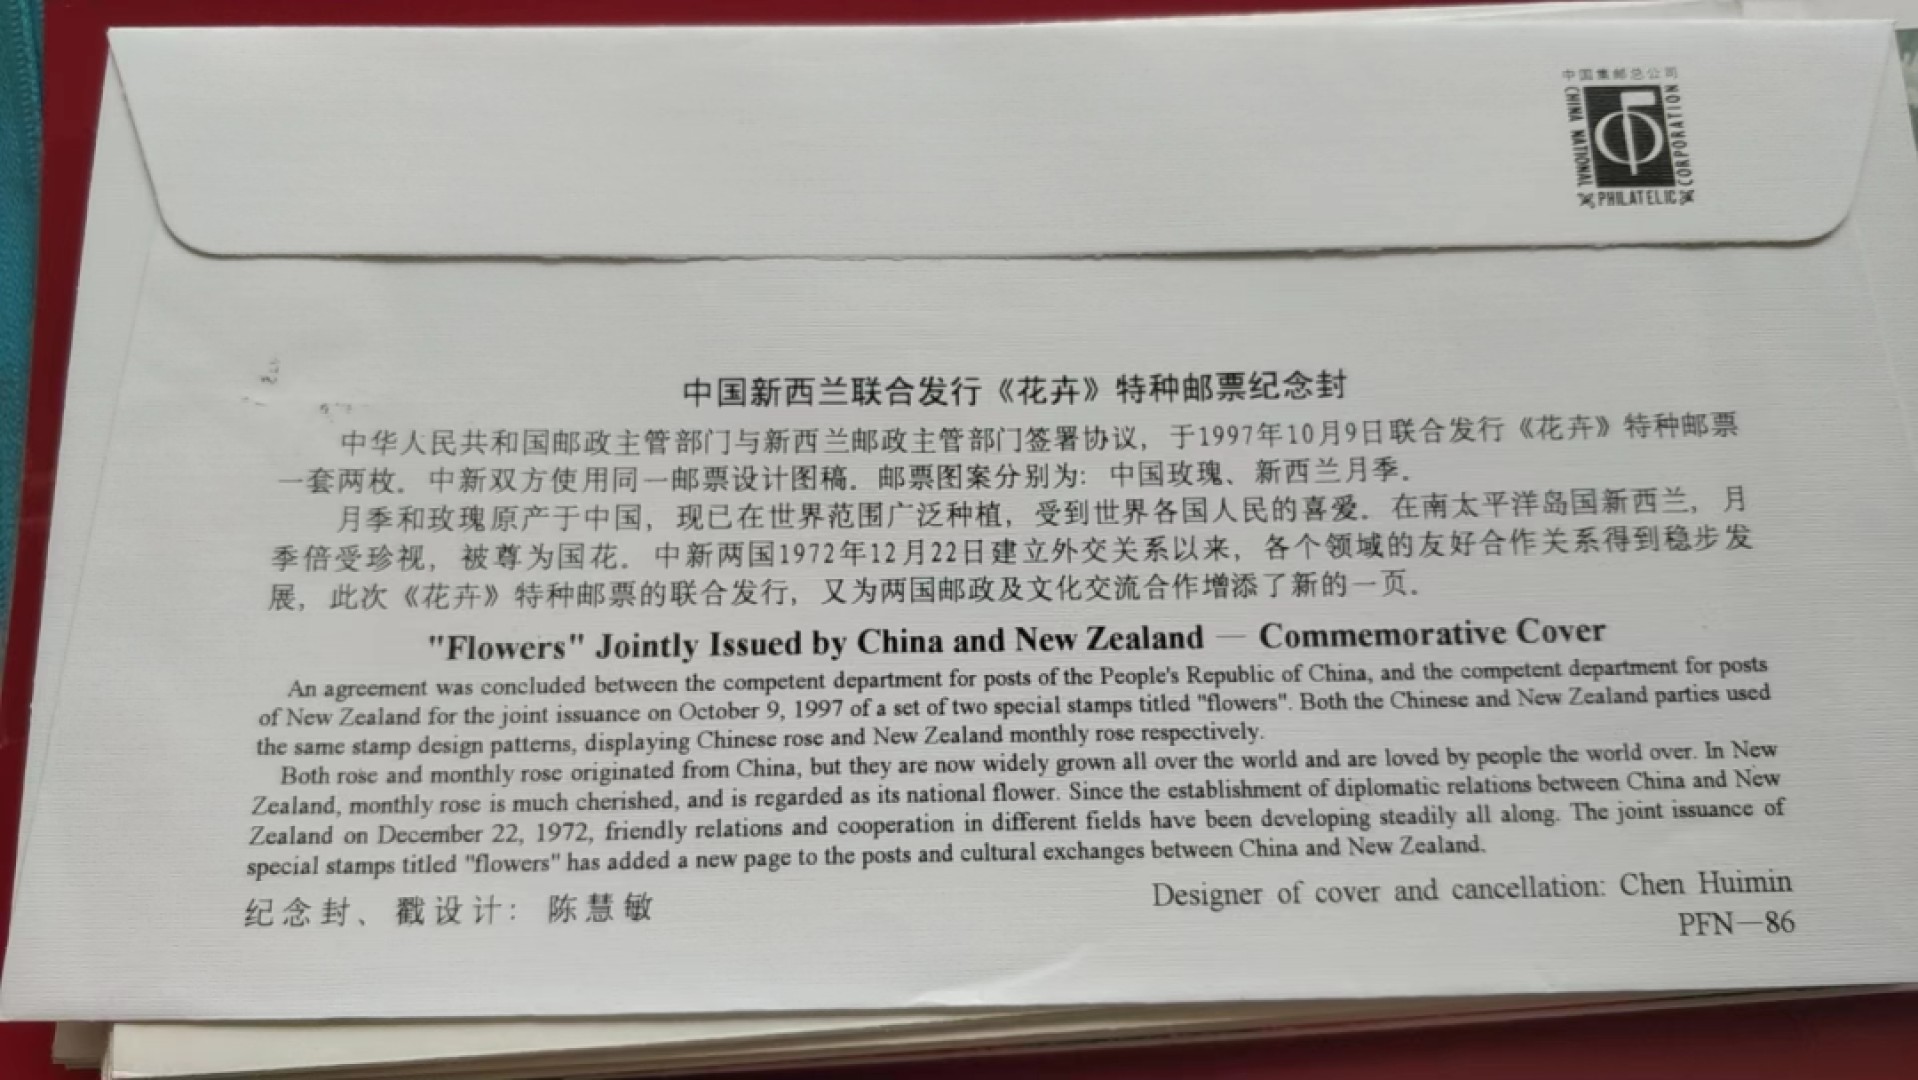 中国集邮总公司
CHINA NATIONAL PHILATELIC CORPORATION
中国新西兰联合发行《花卉》特种邮票纪念封
中华人民共和国邮政主管部门与新西兰邮政主管部门签署协议，于1997年10月9日联合发行《花卉》特种邮票
一套两枚．中新双方使用同一邮票设计图稿．邮票图案分别为：中国玫瑰、新西兰月季．
月季和玫瑰原产于中国，现已在世界范围广泛种植，受到世界各国人民的喜爱．在南太平洋岛国新西兰，月
季倍受珍视，被尊为国花．中新两国1972年12月22日建立外交关系以来，各个领域的友好合作关系得到稳步发
展，此次《花卉》特种邮票的联合发行，又为两国邮政及文化交流合作增添了新的一页．
"Flowers" Jointly Issued by China and New Zealand — Commemorative Cover
An agreement was concluded between the competent department for posts of the People's Republic of China, and the competent department for posts
of New Zealand for the joint issuance on October 9, 1997 of a set of two special stamps titled "flowers". Both the Chinese and New Zealand parties used
the same stamp design patterns, displaying Chinese rose and New Zealand monthly rose respectively.
Both rose and monthly rose originated from China, but they are now widely grown all over the world and are loved by people the world over. In New
Zealand, monthly rose is much cherished, and is regarded as its national flower. Since the establishment of diplomatic relations between China and New
Zealand on December 22, 1972, friendly relations and cooperation in different fields have been developing steadily all along. The joint issuance of
special stamps titled "flowers" has added a new page to the posts and cultural exchanges between China and New Zealand.
纪念封、戳设计：陈慧敏
Designer of cover and cancellation: Chen Huimin
PFN—86